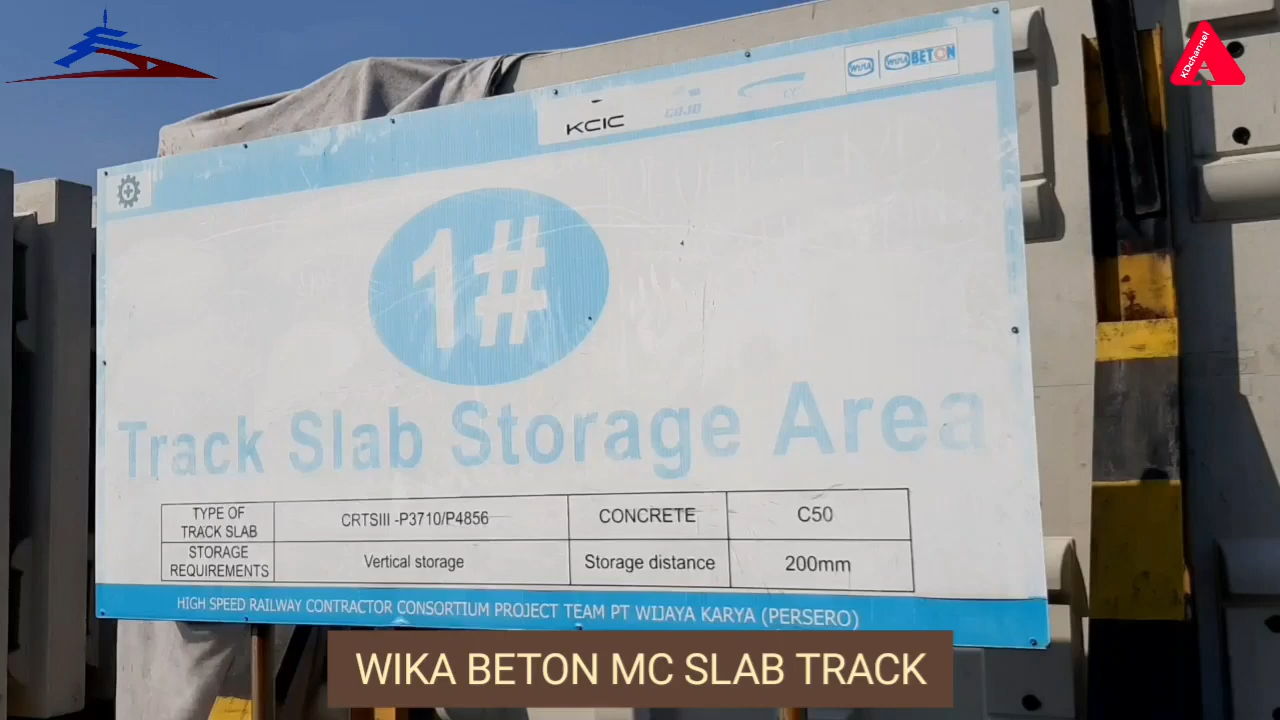 KDchannel
WIKA
WIKA BETON
KCIC
1#
Track Slab Storage Area
TYPE OF TRACK SLAB
CRTSIII -P3710/P4856
CONCRETE
C50
STORAGE REQUIREMENTS
Vertical storage
Storage distance
200mm
HIGH SPEED RAILWAY CONTRACTOR CONSORTIUM PROJECT TEAM PT WIJAYA KARYA (PERSERO)
WIKA BETON MC SLAB TRACK